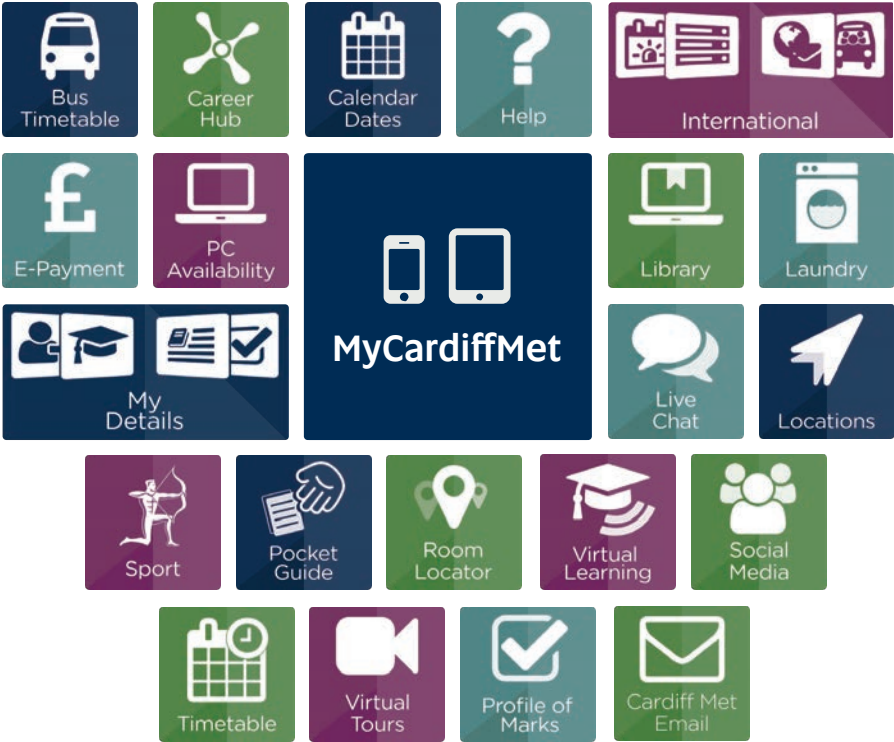 Bus
Timetable
Career
Hub
Calendar
Dates
Help
International
E-Payment
PC
Availability
MyCardiffMet
Library
Laundry
My
Details
Live
Chat
Locations
Sport
Pocket
Guide
Room
Locator
Virtual
Learning
Social
Media
Timetable
Virtual
Tours
Profile of
Marks
Cardiff Met
Email